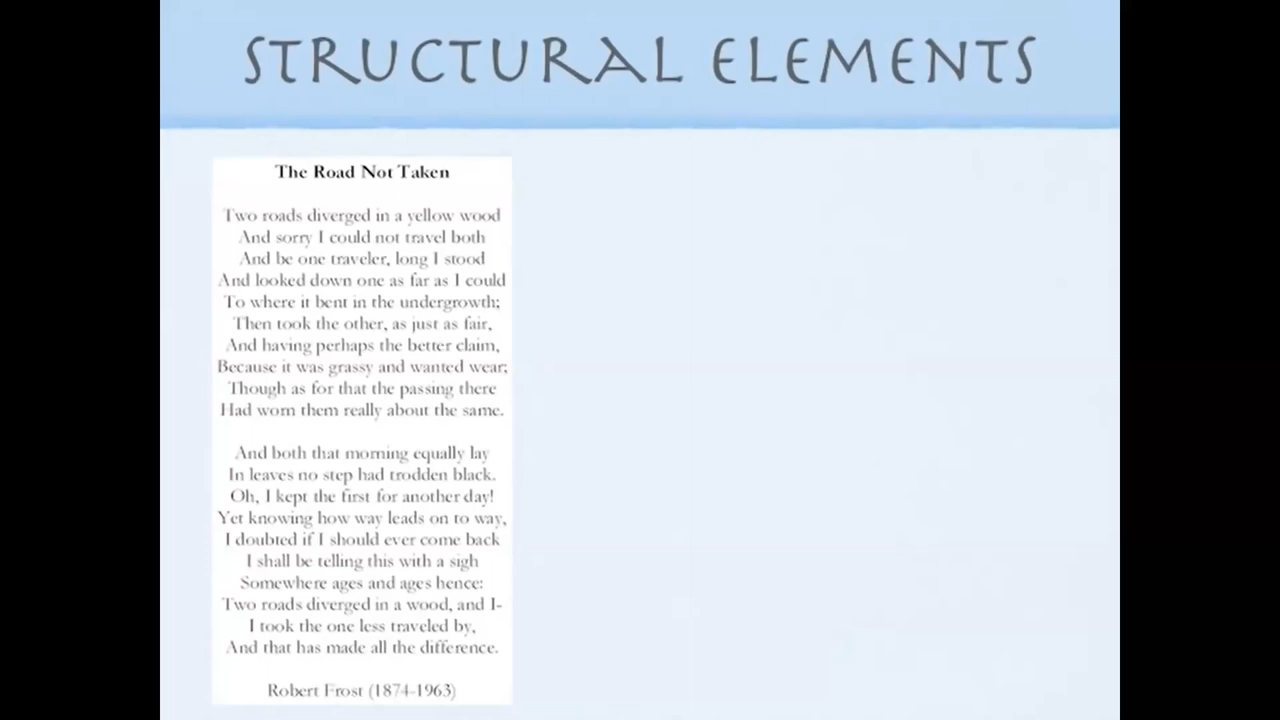 STRUCTURAL ELEMENTS
The Road Not Taken
Two roads diverged in a yellow wood
And sorry I could not travel both
And be one traveler, long I stood
And looked down one as far as I could
To where it bent in the undergrowth;
Then took the other, as just as fair,
And having perhaps the better claim,
Because it was grassy and wanted wear;
Though as for that the passing there
Had worn them really about the same.
And both that morning equally lay
In leaves no step had trodden black.
Oh, I kept the first for another day!
Yet knowing how way leads on to way,
I doubted if I should ever come back
I shall be telling this with a sigh
Somewhere ages and ages hence:
Two roads diverged in a wood, and I-
I took the one less traveled by,
And that has made all the difference.
Robert Frost (1874-1963)